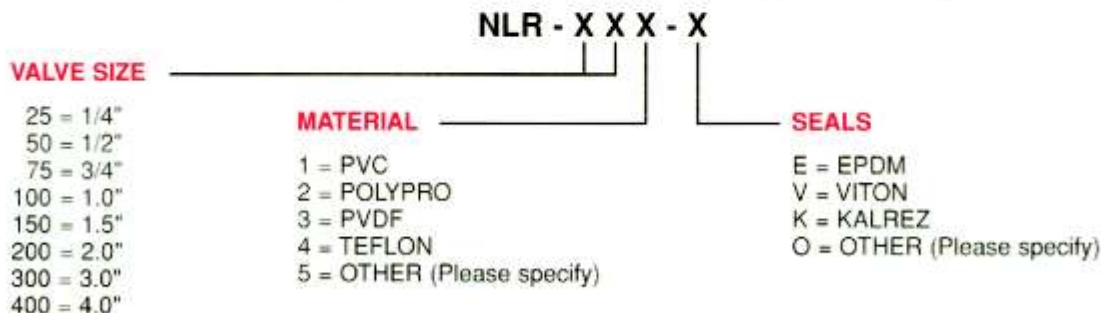 NLR - X X X - X
VALVE SIZE
25 = 1/4"
50 = 1/2"
75 = 3/4"
100 = 1.0"
150 = 1.5"
200 = 2.0"
300 = 3.0"
400 = 4.0"
MATERIAL
1 = PVC
2 = POLYPRO
3 = PVDF
4 = TEFLON
5 = OTHER (Please specify)
SEALS
E = EPDM
V = VITON
K = KALREZ
O = OTHER (Please specify)